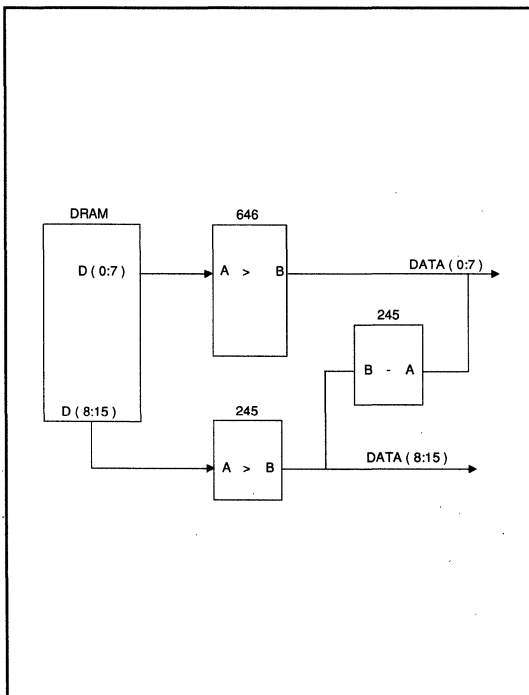 DRAM
646
D ( 0:7 )
A > B
DATA ( 0:7 )
245
B - A
D ( 8:15 )
245
A > B
DATA ( 8:15 )